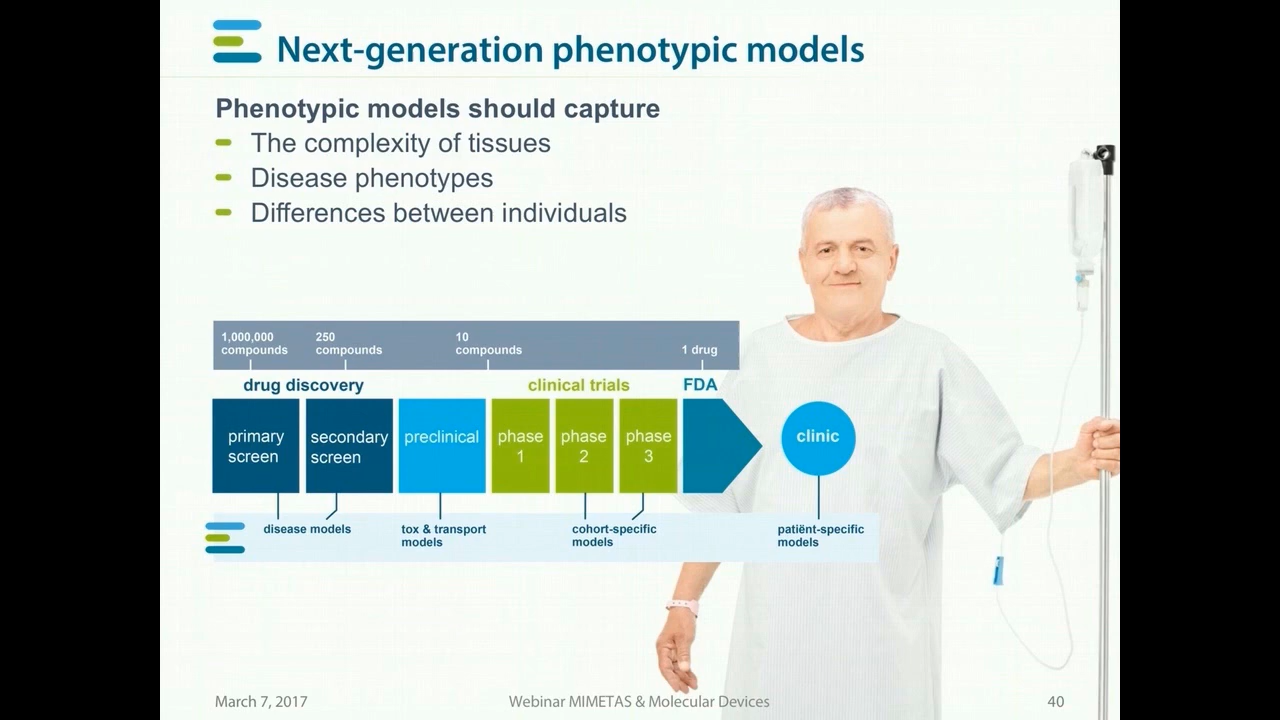 Next-generation phenotypic models
Phenotypic models should capture
The complexity of tissues
Disease phenotypes
Differences between individuals
1,000,000
compounds
250
compounds
10
compounds
1 drug
drug discovery
clinical trials
FDA
primary
screen
secondary
screen
preclinical
phase
1
phase
2
phase
3
clinic
disease models
tox & transport
models
cohort-specific
models
patiënt-specific
models
March 7, 2017
Webinar MIMETAS & Molecular Devices
40